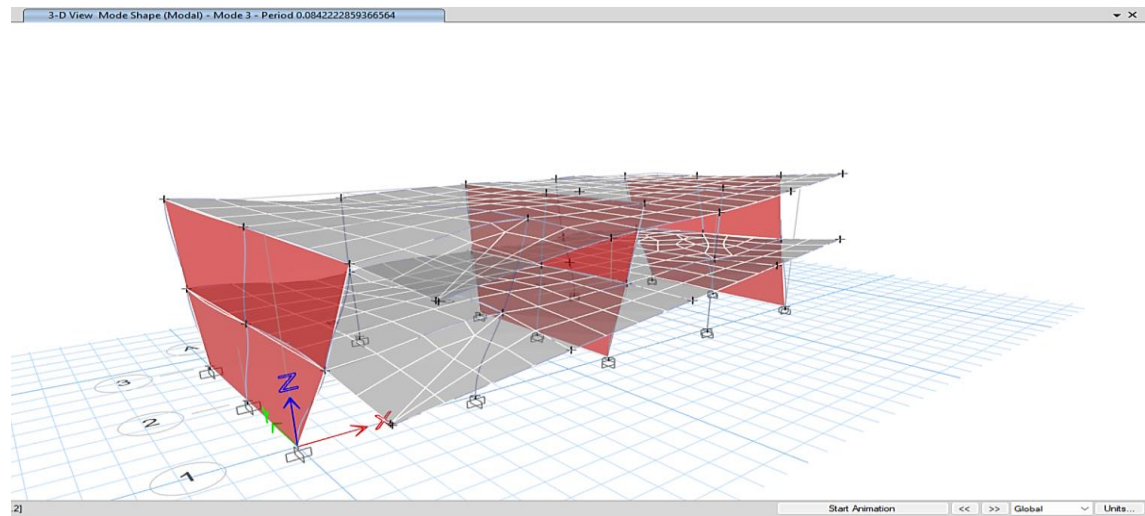 3-D View Mode Shape (Modal) - Mode 3 - Period 0.0842222859366564
Z
X
3
2
1
2]
Start Animation
<<
>>
Global
Units...